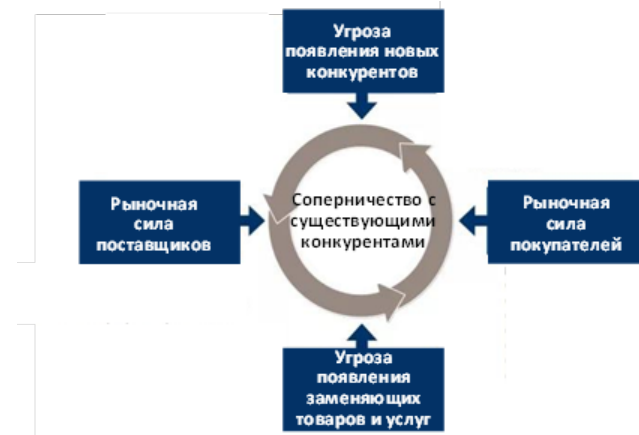 Угроза
появления новых
конкурентов
Рыночная
сила
поставщиков
Соперничество с
существующими
конкурентами
Рыночная
сила
покупателей
Угроза
появления
заменяющих
товаров и услуг